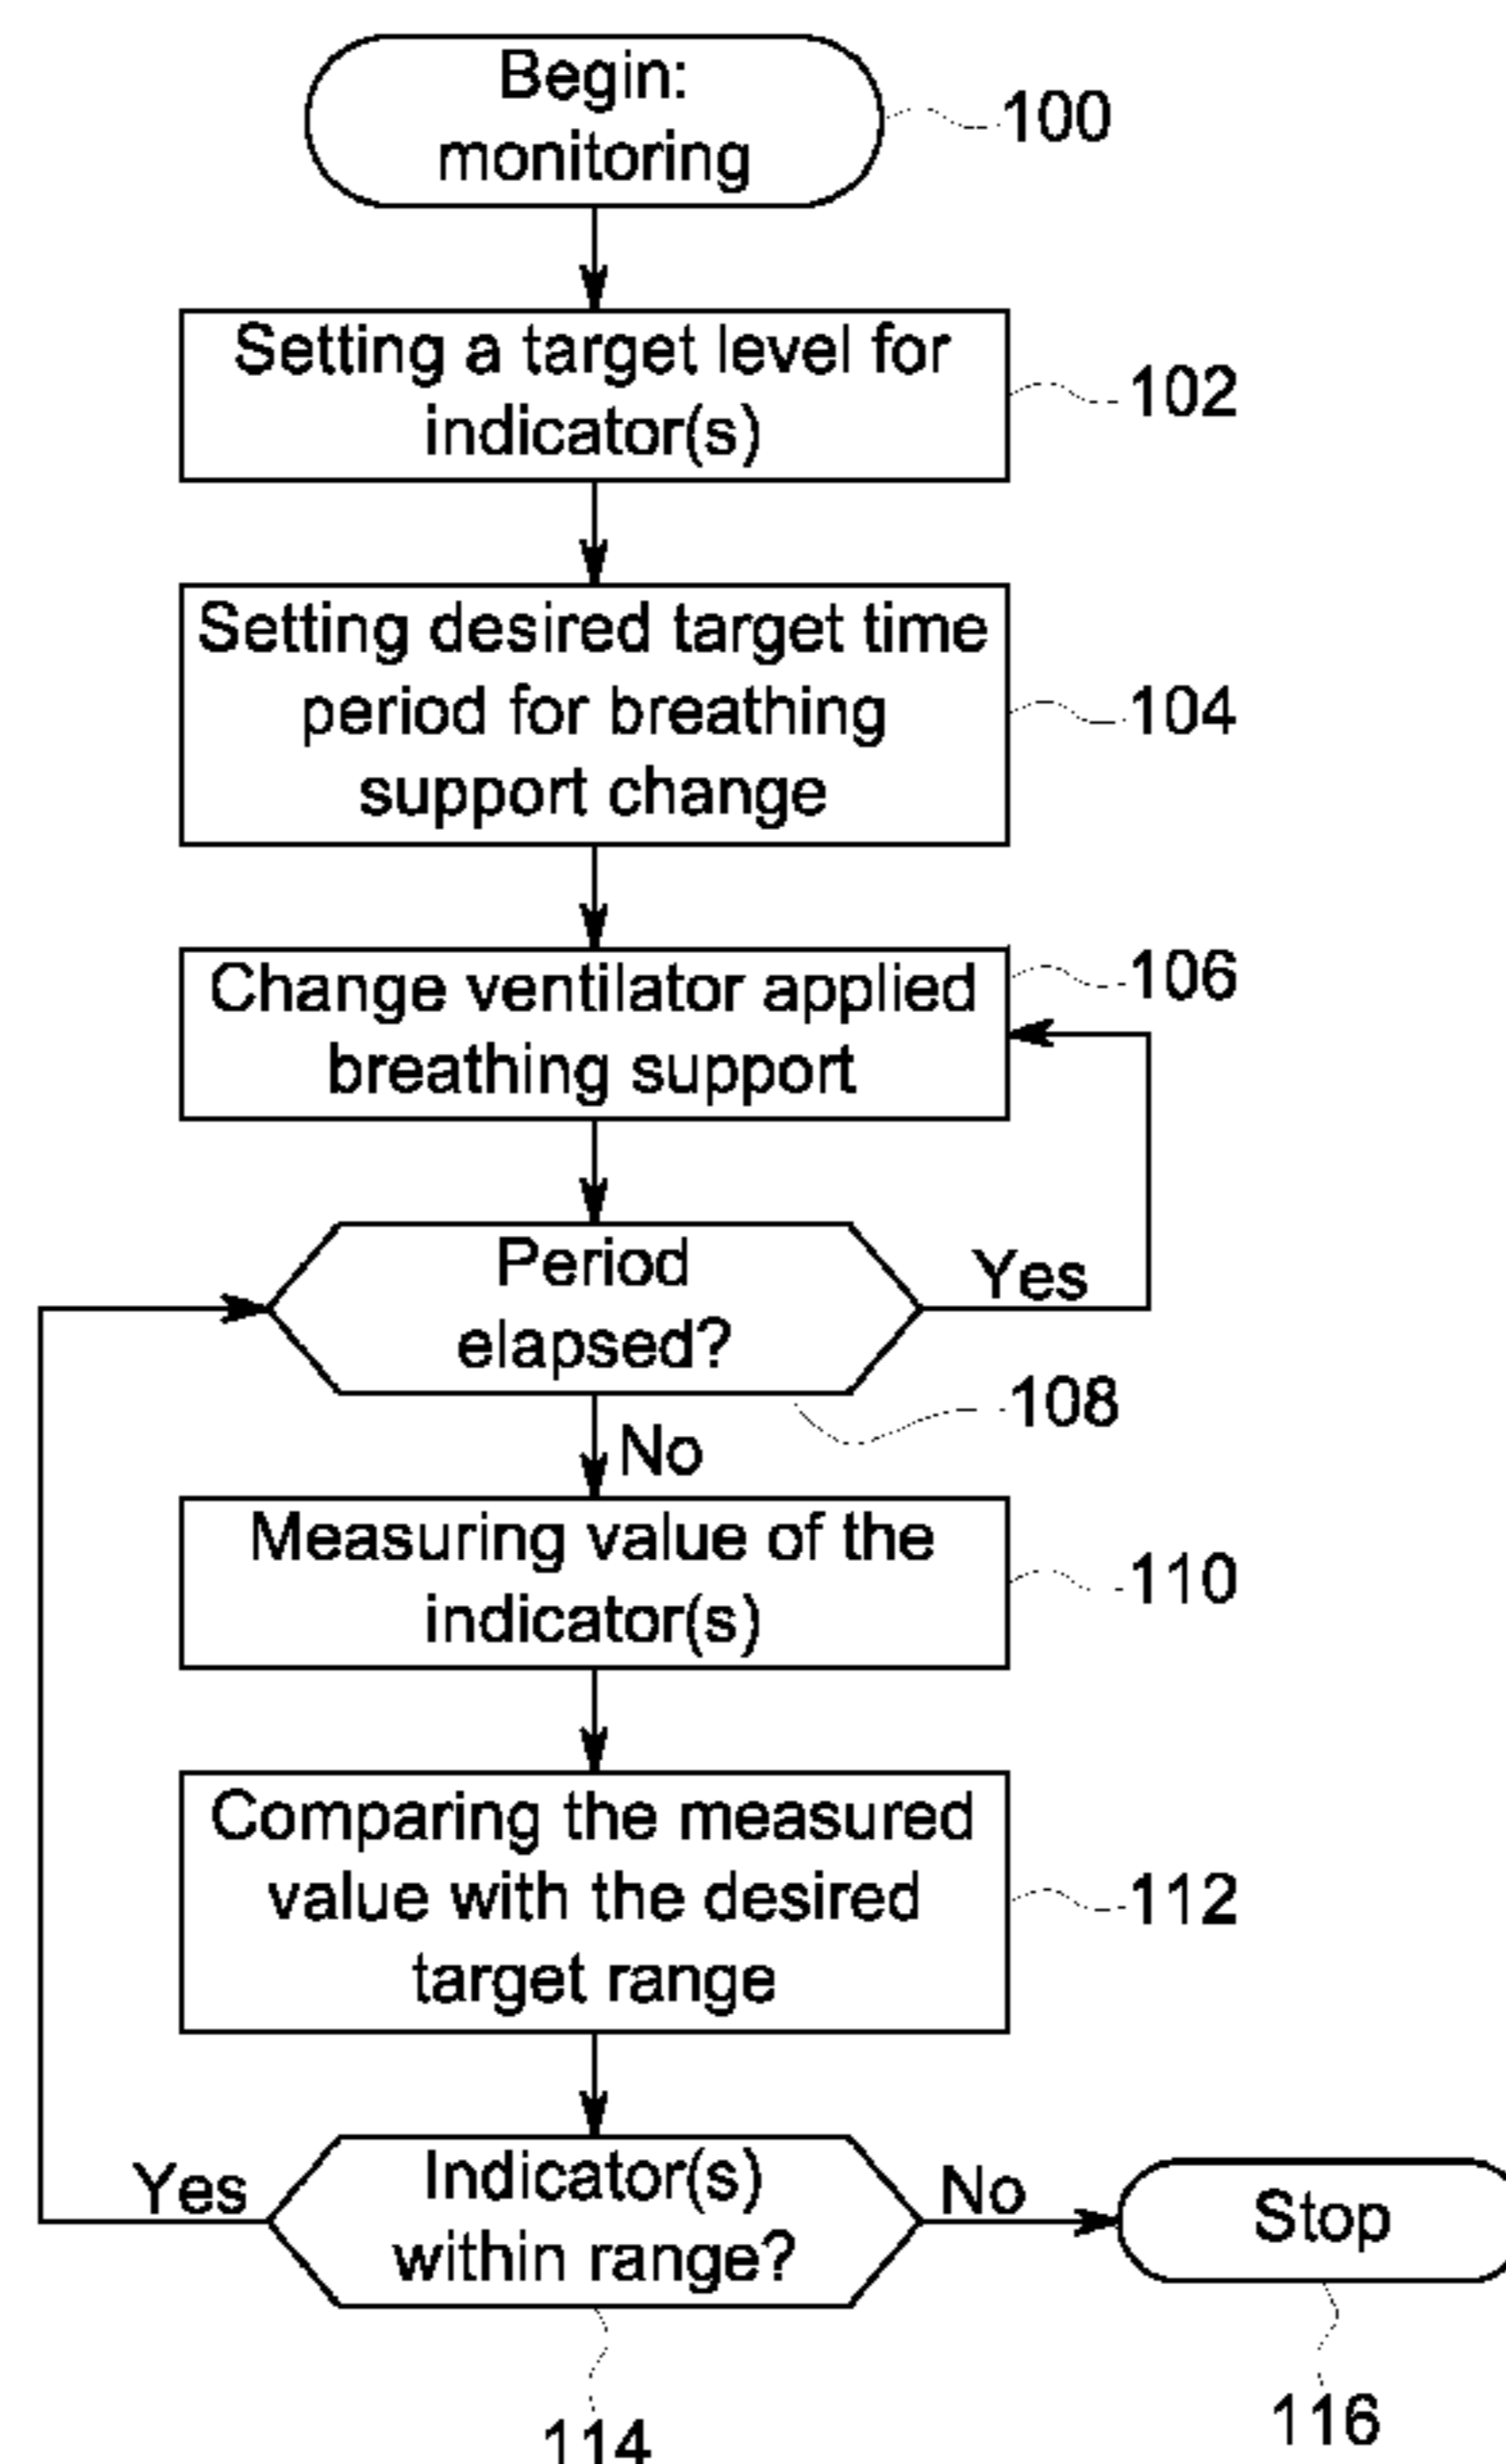 Begin:
monitoring
100
Setting a target level for
indicator(s)
102
Setting desired target time
period for breathing
support change
104
Change ventilator applied
breathing support
106
Period
elapsed?
Yes
108
No
Measuring value of the
indicator(s)
110
Comparing the measured
value with the desired
target range
112
Yes
Indicator(s)
within range?
No
Stop
114
116